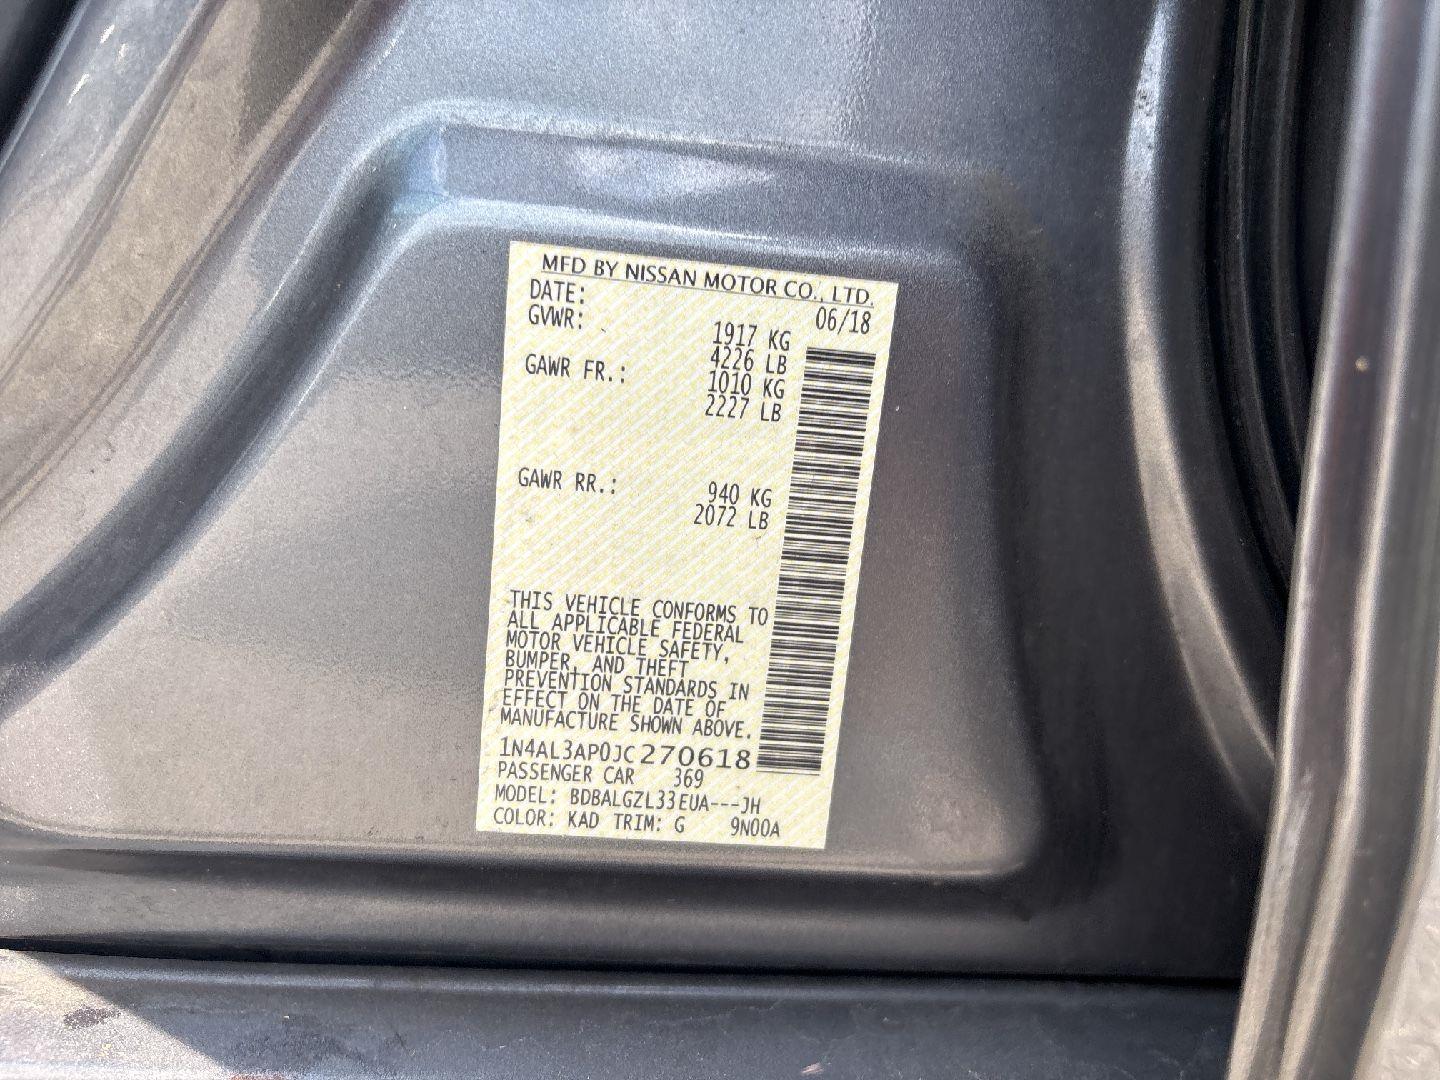 MFD BY NISSAN MOTOR CO., LTD.
DATE: 06/18
GVWR: 1917 KG
4226 LB
GAWR FR.: 1010 KG
2227 LB
GAWR RR.: 940 KG
2072 LB
THIS VEHICLE CONFORMS TO
ALL APPLICABLE FEDERAL
MOTOR VEHICLE SAFETY,
BUMPER, AND THEFT
PREVENTION STANDARDS IN
EFFECT ON THE DATE OF
MANUFACTURE SHOWN ABOVE.
1N4AL3AP0JC270618
PASSENGER CAR 369
MODEL: BDBALGZL33EUA---JH
COLOR: KAD TRIM: G 9N00A